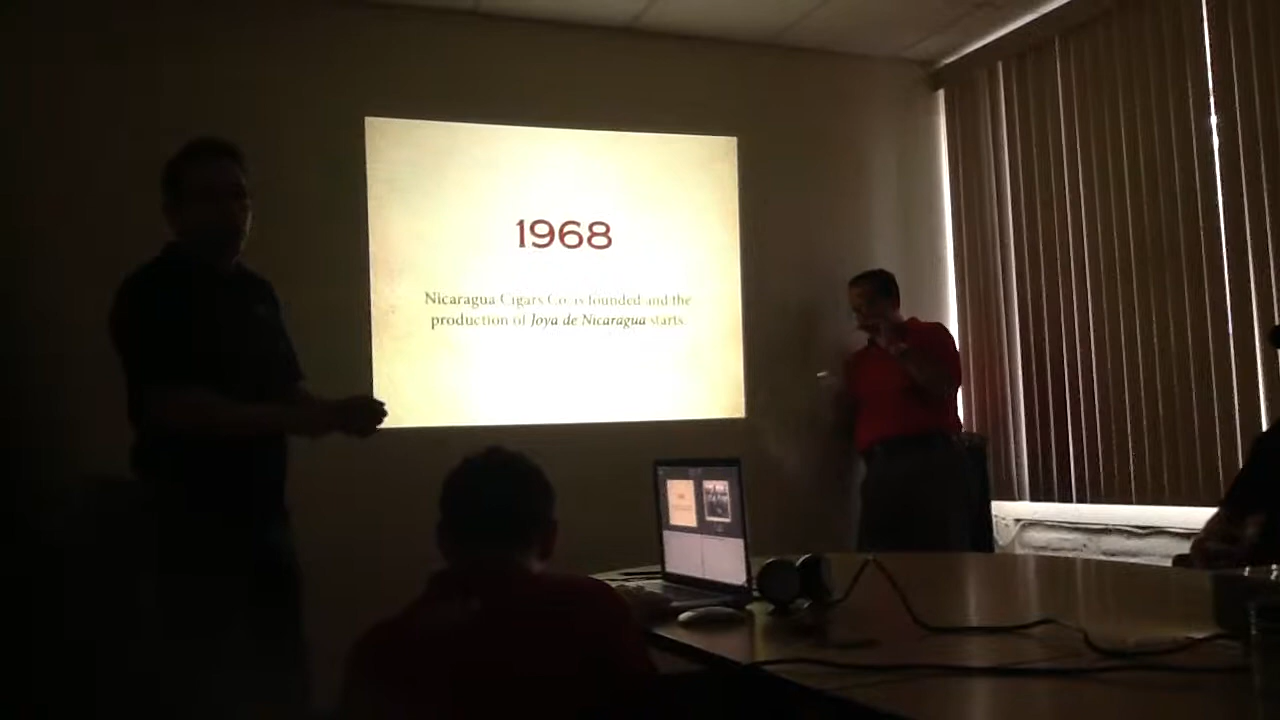 1968
Nicaragua Cigars Co. is founded and the
production of Joya de Nicaragua starts.